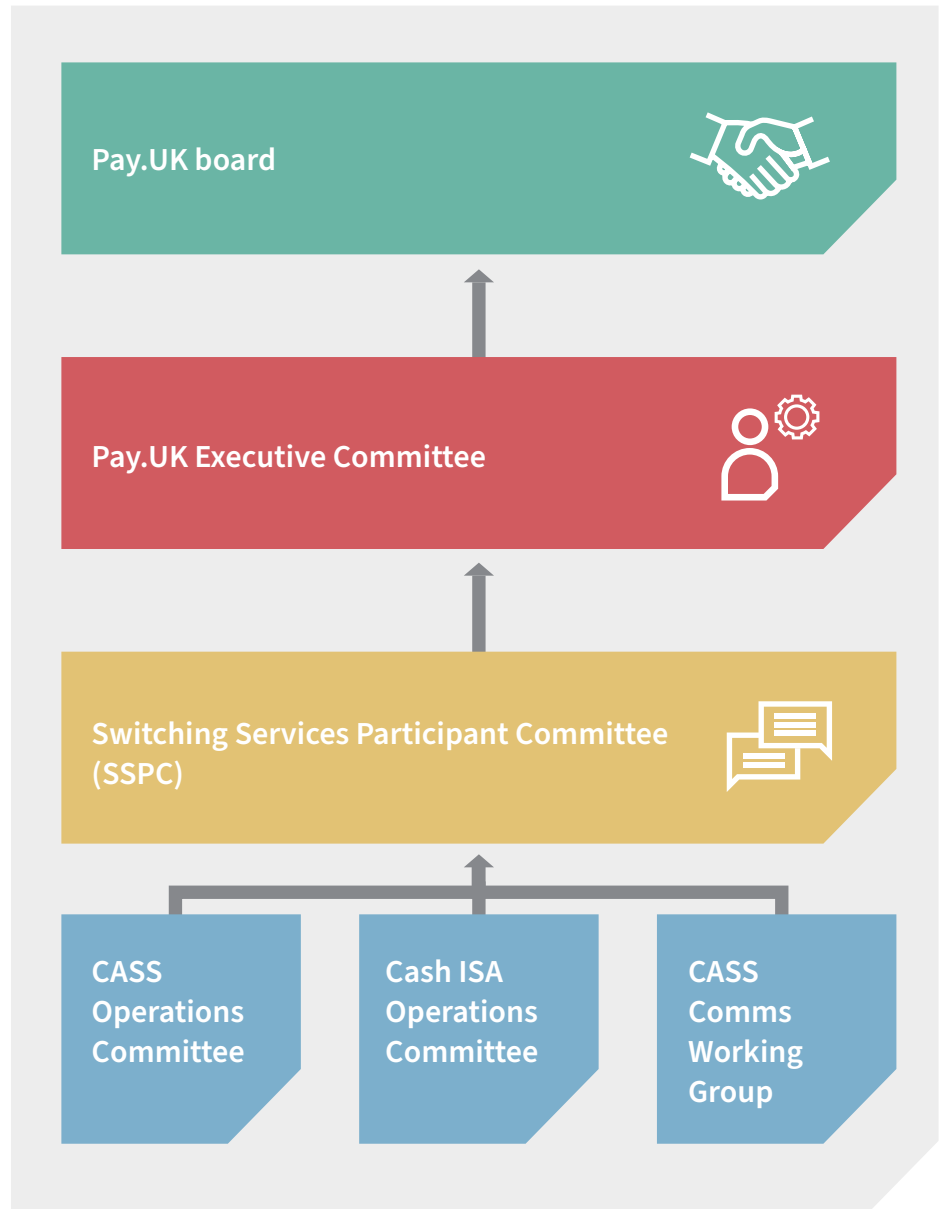 Pay.UK board
Pay.UK Executive Committee
Switching Services Participant Committee
(SSPC)
CASS
Operations
Committee
Cash ISA
Operations
Committee
CASS
Comms
Working
Group